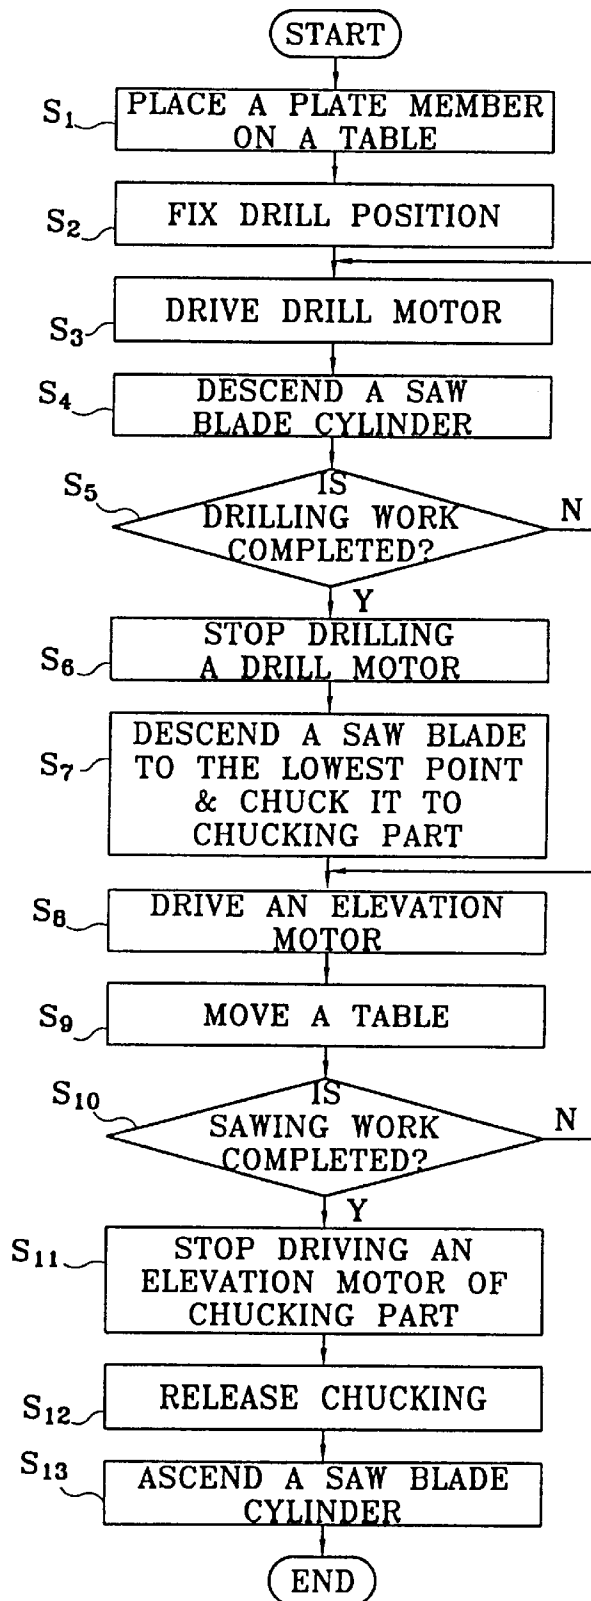 START
S1
PLACE A PLATE MEMBER
ON A TABLE
S2
FIX DRILL POSITION
S3
DRIVE DRILL MOTOR
S4
DESCEND A SAW
BLADE CYLINDER
S5
IS
DRILLING WORK
COMPLETED?
N
Y
S6
STOP DRILLING
A DRILL MOTOR
S7
DESCEND A SAW BLADE
TO THE LOWEST POINT
& CHUCK IT TO
CHUCKING PART
S8
DRIVE AN ELEVATION
MOTOR
S9
MOVE A TABLE
S10
IS
SAWING WORK
COMPLETED?
N
Y
S11
STOP DRIVING AN
ELEVATION MOTOR OF
CHUCKING PART
S12
RELEASE CHUCKING
S13
ASCEND A SAW BLADE
CYLINDER
END